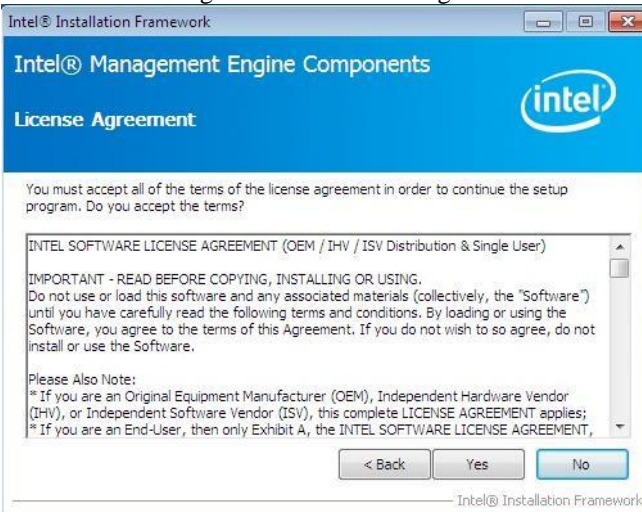 Intel® Installation Framework
Intel® Management Engine Components
License Agreement
intel
You must accept all of the terms of the license agreement in order to continue the setup
program. Do you accept the terms?
INTEL SOFTWARE LICENSE AGREEMENT (OEM / IHV / ISV Distribution & Single User)
IMPORTANT - READ BEFORE COPYING, INSTALLING OR USING.
Do not use or load this software and any associated materials (collectively, the "Software")
until you have carefully read the following terms and conditions. By loading or using the
Software, you agree to the terms of this Agreement. If you do not wish to so agree, do not
install or use the Software.
Please Also Note:
* If you are an Original Equipment Manufacturer (OEM), Independent Hardware Vendor
(IHV), or Independent Software Vendor (ISV), this complete LICENSE AGREEMENT applies;
* If you are an End-User, then only Exhibit A, the INTEL SOFTWARE LICENSE AGREEMENT,
< Back Yes No
Intel® Installation Framework